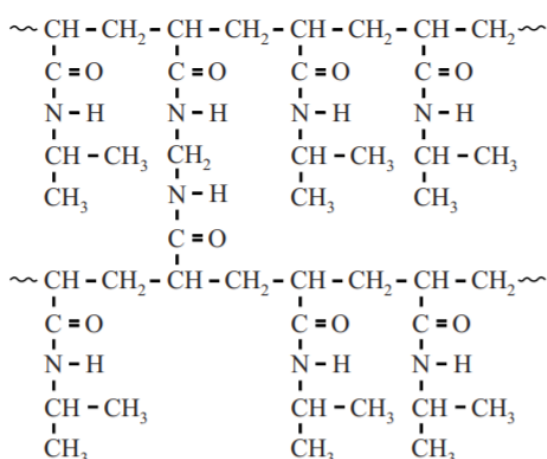 ~CH-CH₂-CH-CH₂-CH-CH₂-CH-CH₂~
C=O C=O C=O C=O
N-H N-H N-H N-H
CH-CH₃ CH₂ CH-CH₃ CH-CH₃
CH₃ N-H CH₃ CH₃
C=O
~CH-CH₂-CH-CH₂-CH-CH₂-CH-CH₂~
C=O C=O C=O
N-H N-H N-H
CH-CH₃ CH-CH₃ CH-CH₃
CH₃ CH₃ CH₃